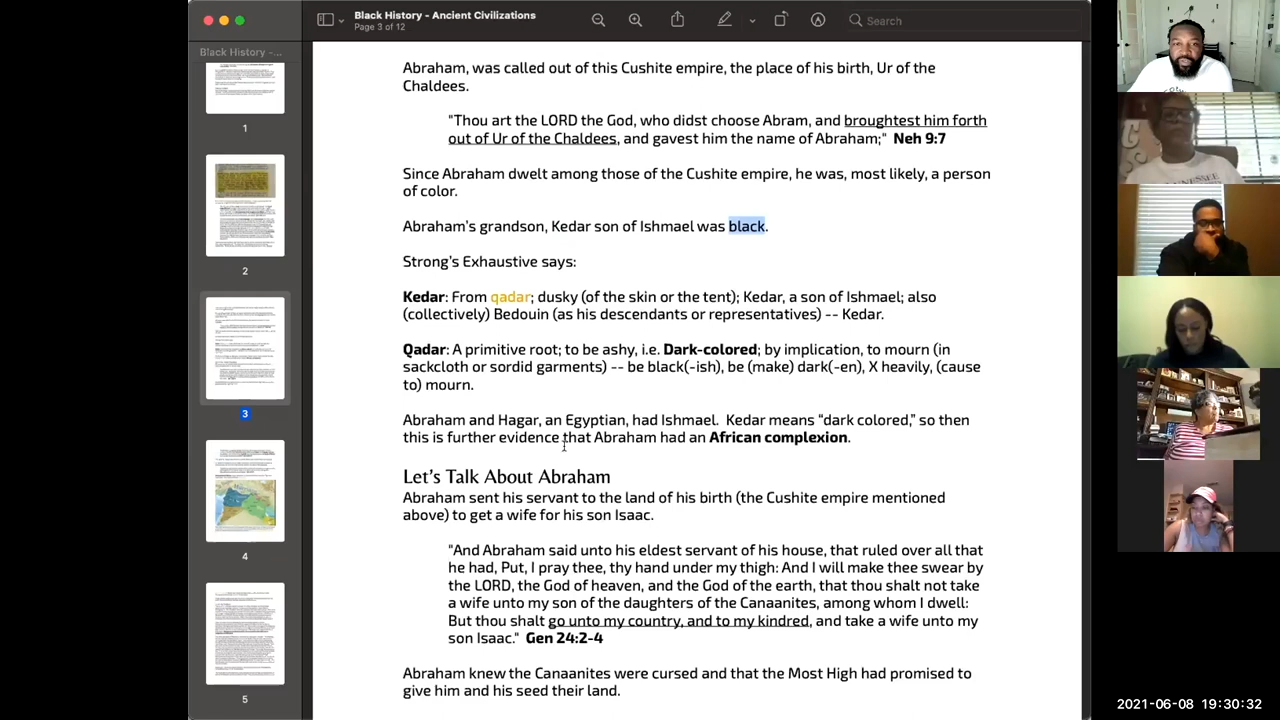 Black History - Ancient Civilizations
Page 3 of 12
Search
Black History -...
1
2
3
4
5
Abraham, was called out of this Cushite empire, the place of his birth, Ur of the
Chaldees.
"Thou art the LORD the God, who didst choose Abram, and broughtest him forth
out of Ur of the Chaldees, and gavest him the name of Abraham;" Neh 9:7
Since Abraham dwelt among those of the Cushite empire, he was, most likely, a person
of color.
Abraham's grandson, Kedar son of Ishmael was black.
Strong's Exhaustive says:
Kedar: From qadar; dusky (of the skin or the tent); Kedar, a son of Ishmael; also
(collectively) Bedouin (as his descendants or representatives) -- Kedar.
Qadar: A primitive root; to be ashy, i.e. Dark-colored; by implication, to mourn (in
sackcloth or sordid garments) -- be black(-ish), be (make) dark(-en), X heavily, (cause
to) mourn.
Abraham and Hagar, an Egyptian, had Ishmael. Kedar means “dark colored,” so then
this is further evidence that Abraham had an African complexion.
Let's Talk About Abraham
Abraham sent his servant to the land of his birth (the Cushite empire mentioned
above) to get a wife for his son Isaac.
"And Abraham said unto his eldest servant of his house, that ruled over all that
he had, Put, I pray thee, thy hand under my thigh: And I will make thee swear by
the LORD, the God of heaven, and the God of the earth, that thou shalt not take
a wife unto my son of the daughters of the Canaanites, among whom I dwell:
But thou shalt go unto my country, and to my kindred, and take a wife unto my
son Isaac." Gen 24:2-4
Abraham knew the Canaanites were cursed and that the Most High had promised to
give him and his seed their land.
2021-06-08 19:30:32